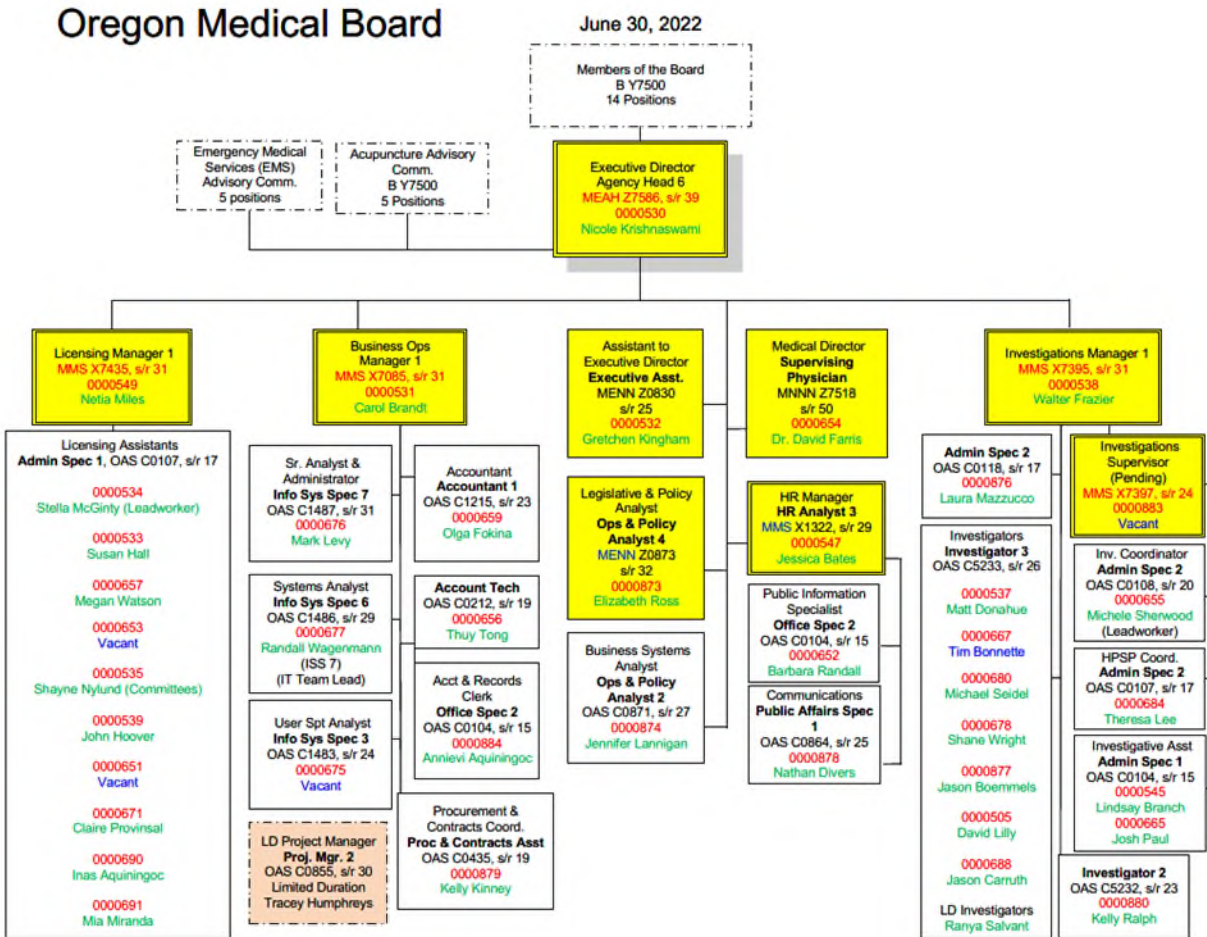 Oregon Medical Board
June 30, 2022
Members of the Board
B Y7500
14 Positions
Emergency Medical
Services (EMS)
Advisory Comm.
5 positions
Acupuncture Advisory
Comm.
B Y7500
5 Positions
Executive Director
Agency Head 6
MEAH Z7586, s/r 39
0000530
Nicole Krishnaswami
Licensing Manager 1
MMS X7435, s/r 31
0000549
Netia Miles
Licensing Assistants
Admin Spec 1, OAS C0107, s/r 17
0000534
Stella McGinty (Leadworker)
0000533
Susan Hall
0000657
Megan Watson
0000653
Vacant
0000535
Shayne Nylund (Committees)
0000539
John Hoover
0000651
Vacant
0000671
Claire Provinsal
0000690
Inas Aquiningoc
0000691
Mia Miranda
Business Ops
Manager 1
MMS X7085, s/r 31
0000531
Carol Brandt
Sr. Analyst &
Administrator
Info Sys Spec 7
OAS C1487, s/r 31
0000676
Mark Levy
Systems Analyst
Info Sys Spec 6
OAS C1486, s/r 29
0000677
Randall Wagenmann
(ISS 7)
(IT Team Lead)
User Spt Analyst
Info Sys Spec 3
OAS C1483, s/r 24
0000675
Vacant
LD Project Manager
Proj. Mgr. 2
OAS C0855, s/r 30
Limited Duration
Tracey Humphreys
Accountant
Accountant 1
OAS C1215, s/r 23
0000659
Olga Fokina
Account Tech
OAS C0212, s/r 19
0000656
Thuy Tong
Acct & Records
Clerk
Office Spec 2
OAS C0104, s/r 15
0000884
Annievi Aquiningoc
Procurement &
Contracts Coord.
Proc & Contracts Asst
OAS C0435, s/r 19
0000879
Kelly Kinney
Assistant to
Executive Director
Executive Asst.
MENN Z0830
s/r 25
0000532
Gretchen Kingham
Legislative & Policy
Analyst
Ops & Policy
Analyst 4
MENN Z0873
s/r 32
0000873
Elizabeth Ross
Business Systems
Analyst
Ops & Policy
Analyst 2
OAS C0871, s/r 27
0000874
Jennifer Lannigan
Medical Director
Supervising
Physician
MNNN Z7518
s/r 50
0000654
Dr. David Farris
HR Manager
HR Analyst 3
MMS X1322, s/r 29
0000547
Jessica Bates
Public Information
Specialist
Office Spec 2
OAS C0104, s/r 15
0000652
Barbara Randall
Communications
Public Affairs Spec
1
OAS C0864, s/r 25
0000878
Nathan Divers
Investigations Manager 1
MMS X7395, s/r 31
0000538
Walter Frazier
Admin Spec 2
OAS C0118, s/r 17
0000876
Laura Mazzucco
Investigators
Investigator 3
OAS C5233, s/r 26
0000537
Matt Donahue
0000667
Tim Bonnette
0000680
Michael Seidel
0000678
Shane Wright
0000877
Jason Boemmels
0000505
David Lilly
0000688
Jason Carruth
LD Investigators
Ranya Salvant
Investigations
Supervisor
(Pending)
MMS X7397, s/r 24
0000883
Vacant
Inv. Coordinator
Admin Spec 2
OAS C0108, s/r 20
0000655
Michele Sherwood
(Leadworker)
HPSP Coord.
Admin Spec 2
OAS C0107, s/r 17
0000684
Theresa Lee
Investigative Asst
Admin Spec 1
OAS C0104, s/r 15
0000545
Lindsay Branch
0000665
Josh Paul
Investigator 2
OAS C5232, s/r 23
0000880
Kelly Ralph